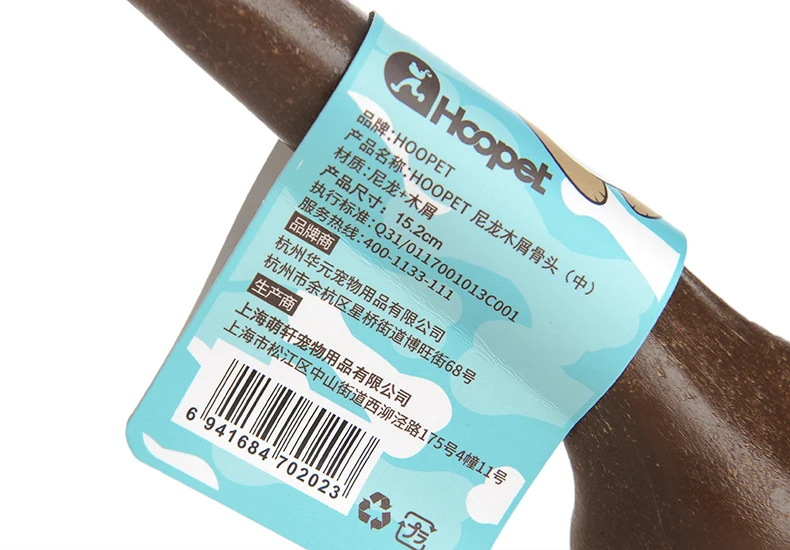 Hoopet
品牌:HOOPET
产品名称:HOOPET 尼龙木屑骨头（中）
材质:尼龙+木屑
产品尺寸：15.2cm
执行标准:Q31/0117001013C001
服务热线:400-1133-111
品牌商
杭州华元宠物用品有限公司
杭州市余杭区星桥街道博旺街68号
生产商
上海萌轩宠物用品有限公司
上海市松江区中山街道西泖泾路175号4幢11号
6 941684 702023
プラ